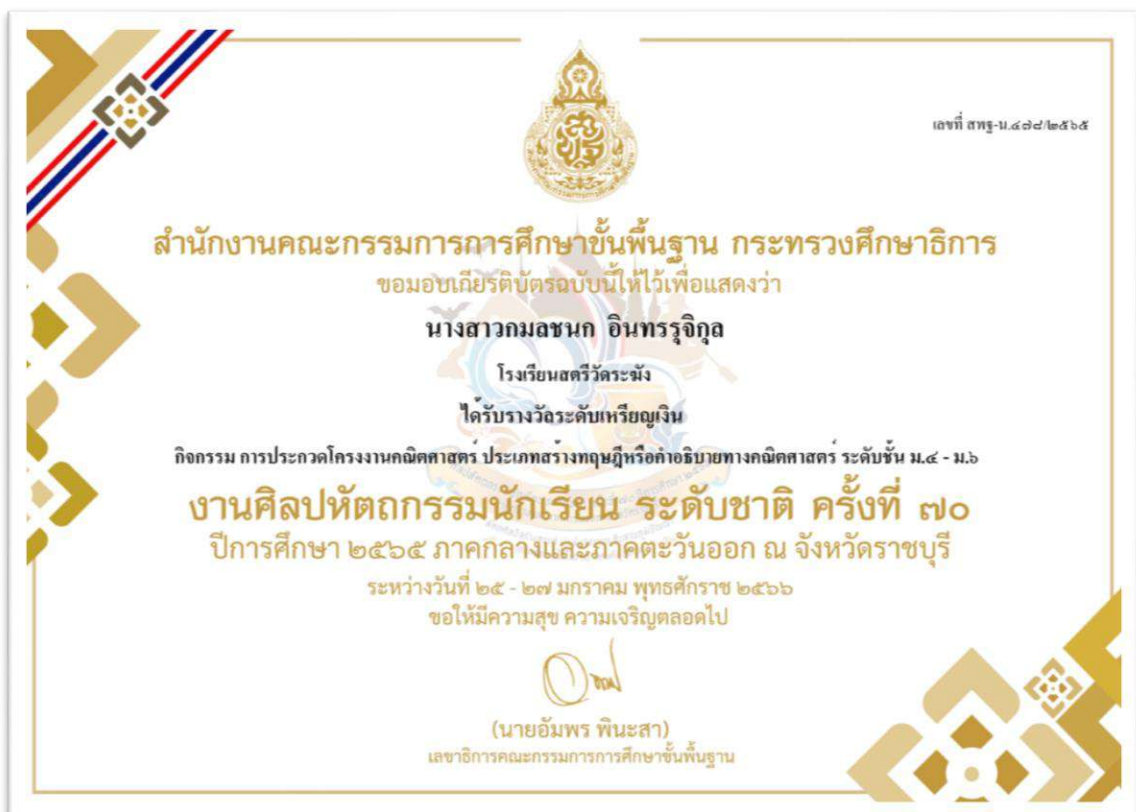 เลขที่ สพฐ-น.๔๗๘/๒๕๖๕
สำนักงานคณะกรรมการการศึกษาขั้นพื้นฐาน กระทรวงศึกษาธิการ
ขอมอบเกียรติบัตรฉบับนี้ให้ไว้เพื่อแสดงว่า
นางสาวกมลชนก อินทรรุจิกุล
โรงเรียนสตรีวัดระฆัง
ได้รับรางวัลระดับเหรียญเงิน
กิจกรรม การประกวดโครงงานคณิตศาสตร์ ประเภทสร้างทฤษฎีหรือคำอธิบายทางคณิตศาสตร์ ระดับชั้น ม.๔ - ม.๖
งานศิลปหัตถกรรมนักเรียน ระดับชาติ ครั้งที่ ๗๐
ปีการศึกษา ๒๕๖๕ ภาคกลางและภาคตะวันออก ณ จังหวัดราชบุรี
ระหว่างวันที่ ๒๕ - ๒๗ มกราคม พุทธศักราช ๒๕๖๖
ขอให้มีความสุข ความเจริญตลอดไป
(นายอัมพร พินะสา)
เลขาธิการคณะกรรมการการศึกษาขั้นพื้นฐาน